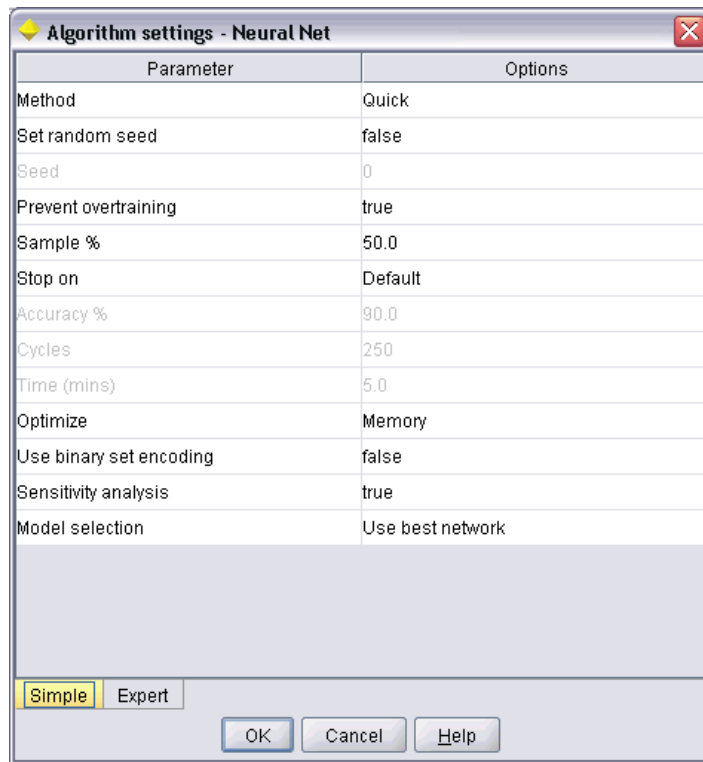 Algorithm settings - Neural Net
Parameter Options
Method Quick
Set random seed false
Seed 0
Prevent overtraining true
Sample % 50.0
Stop on Default
Accuracy % 90.0
Cycles 250
Time (mins) 5.0
Optimize Memory
Use binary set encoding false
Sensitivity analysis true
Model selection Use best network
Simple Expert
OK Cancel Help